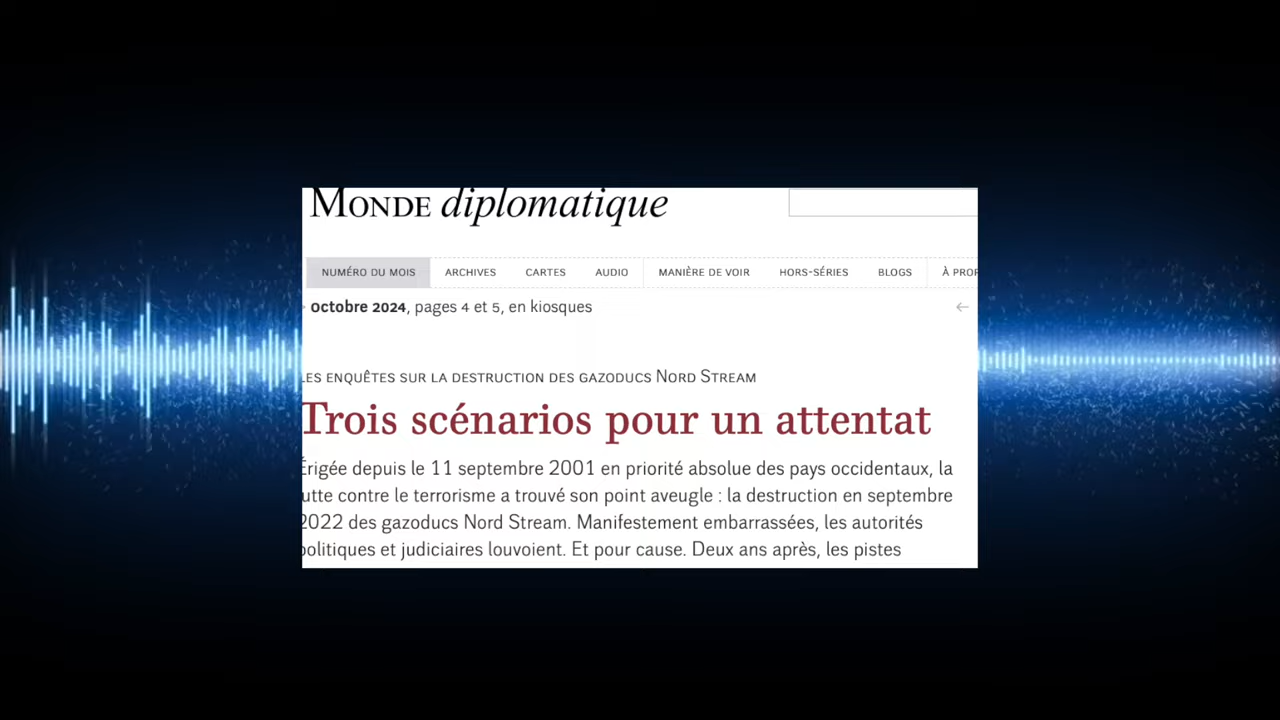 MONDE diplomatique
NUMÉRO DU MOIS ARCHIVES CARTES AUDIO MANIÈRE DE VOIR HORS-SÉRIES BLOGS À PROP
octobre 2024, pages 4 et 5, en kiosques
LES ENQUÊTES SUR LA DESTRUCTION DES GAZODUCS NORD STREAM
Trois scénarios pour un attentat
Érigée depuis le 11 septembre 2001 en priorité absolue des pays occidentaux, la
lutte contre le terrorisme a trouvé son point aveugle : la destruction en septembre
2022 des gazoducs Nord Stream. Manifestement embarrassées, les autorités
politiques et judiciaires louvoient. Et pour cause. Deux ans après, les pistes